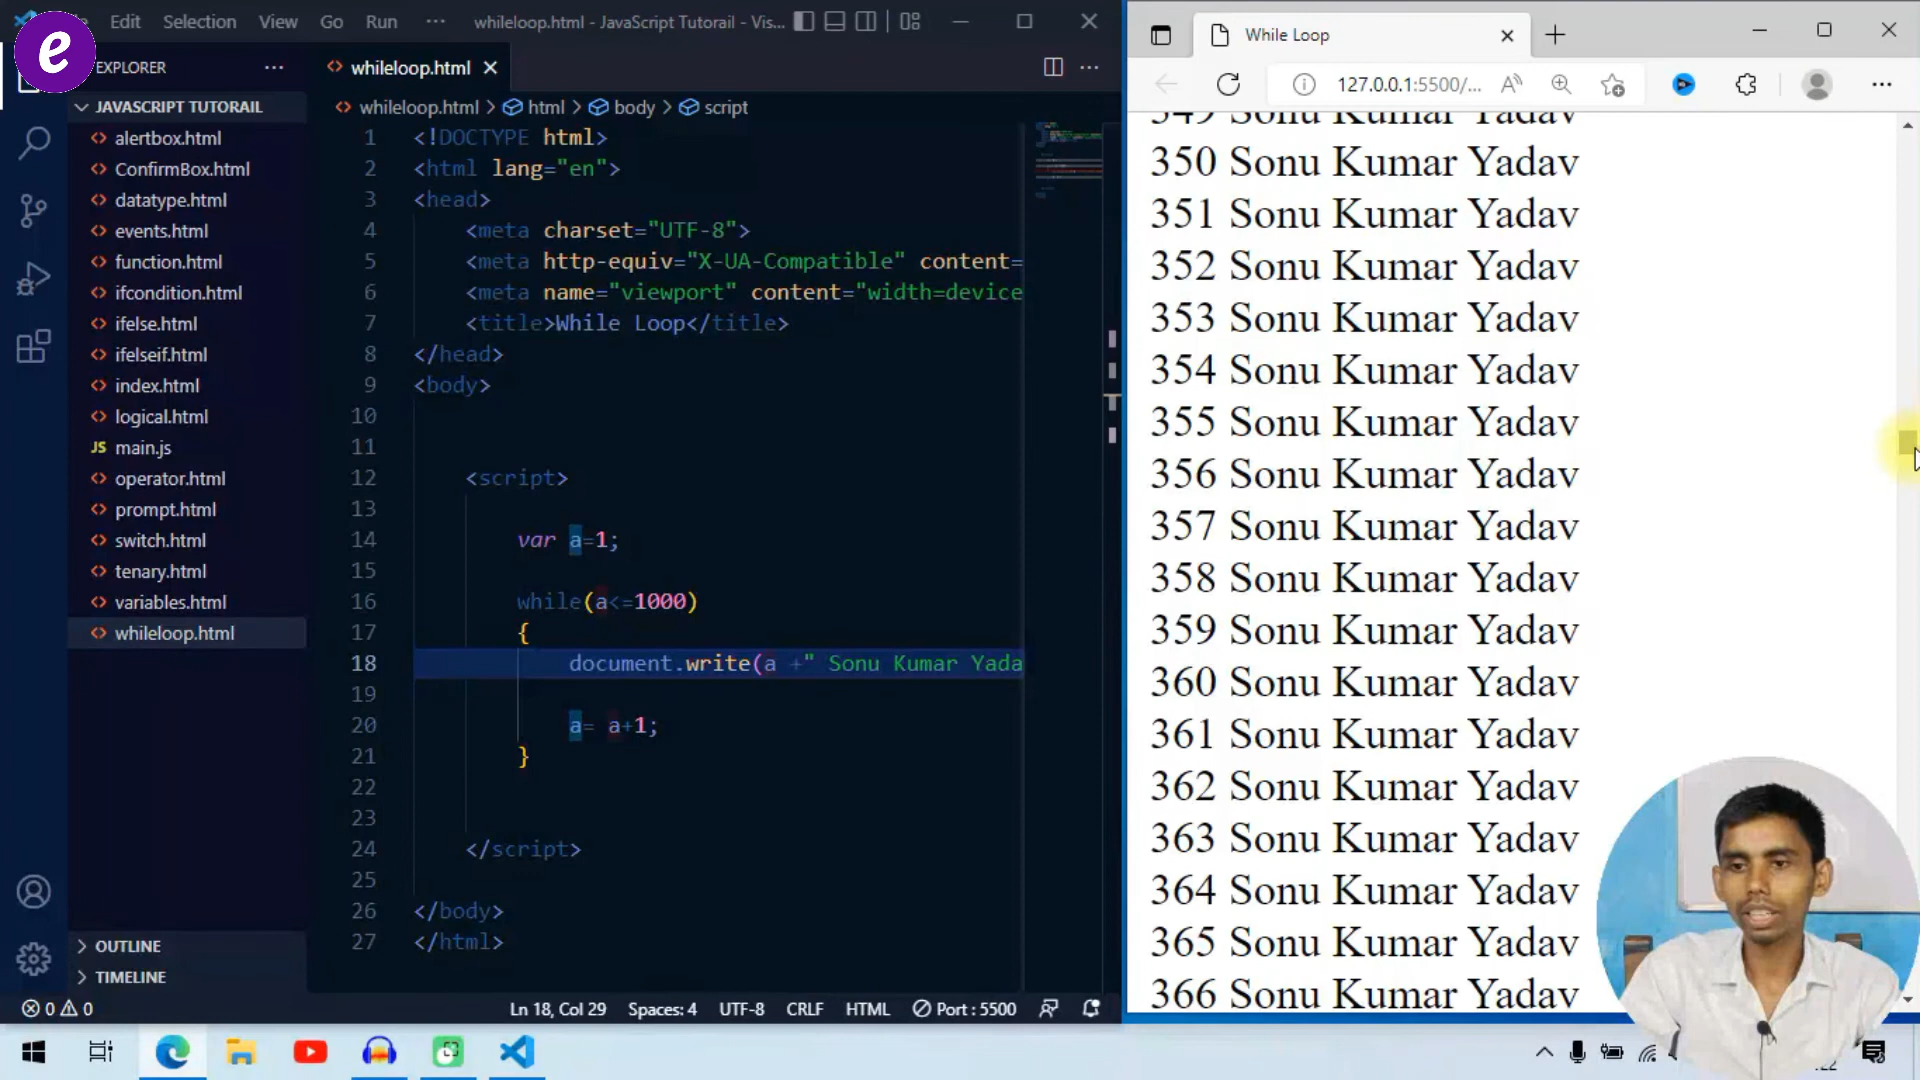 e
Edit Selection View Go Run ··· whileloop.html - JavaScript Tutorail - Vis...
EXPLORER ···
whileloop.html
JAVASCRIPT TUTORAIL
alertbox.html
ConfirmBox.html
datatype.html
events.html
function.html
ifcondition.html
ifelse.html
ifelseif.html
index.html
logical.html
JS main.js
operator.html
prompt.html
switch.html
tenary.html
variables.html
whileloop.html
OUTLINE
TIMELINE
whileloop.html > html > body > script
1 <!DOCTYPE html>
2 <html lang="en">
3 <head>
4 <meta charset="UTF-8">
5 <meta http-equiv="X-UA-Compatible" content=
6 <meta name="viewport" content="width=device
7 <title>While Loop</title>
8 </head>
9 <body>
10
11
12 <script>
13
14 var a=1;
15
16 while(a<=1000)
17 {
18 document.write(a +" Sonu Kumar Yada
19
20 a= a+1;
21 }
22
23
24 </script>
25
26 </body>
27 </html>
0 0 Ln 18, Col 29 Spaces: 4 UTF-8 CRLF HTML Port : 5500
While Loop
127.0.0.1:5500/...
349 Sonu Kumar Yadav
350 Sonu Kumar Yadav
351 Sonu Kumar Yadav
352 Sonu Kumar Yadav
353 Sonu Kumar Yadav
354 Sonu Kumar Yadav
355 Sonu Kumar Yadav
356 Sonu Kumar Yadav
357 Sonu Kumar Yadav
358 Sonu Kumar Yadav
359 Sonu Kumar Yadav
360 Sonu Kumar Yadav
361 Sonu Kumar Yadav
362 Sonu Kumar Yadav
363 Sonu Kumar Yadav
364 Sonu Kumar Yadav
365 Sonu Kumar Yadav
366 Sonu Kumar Yadav